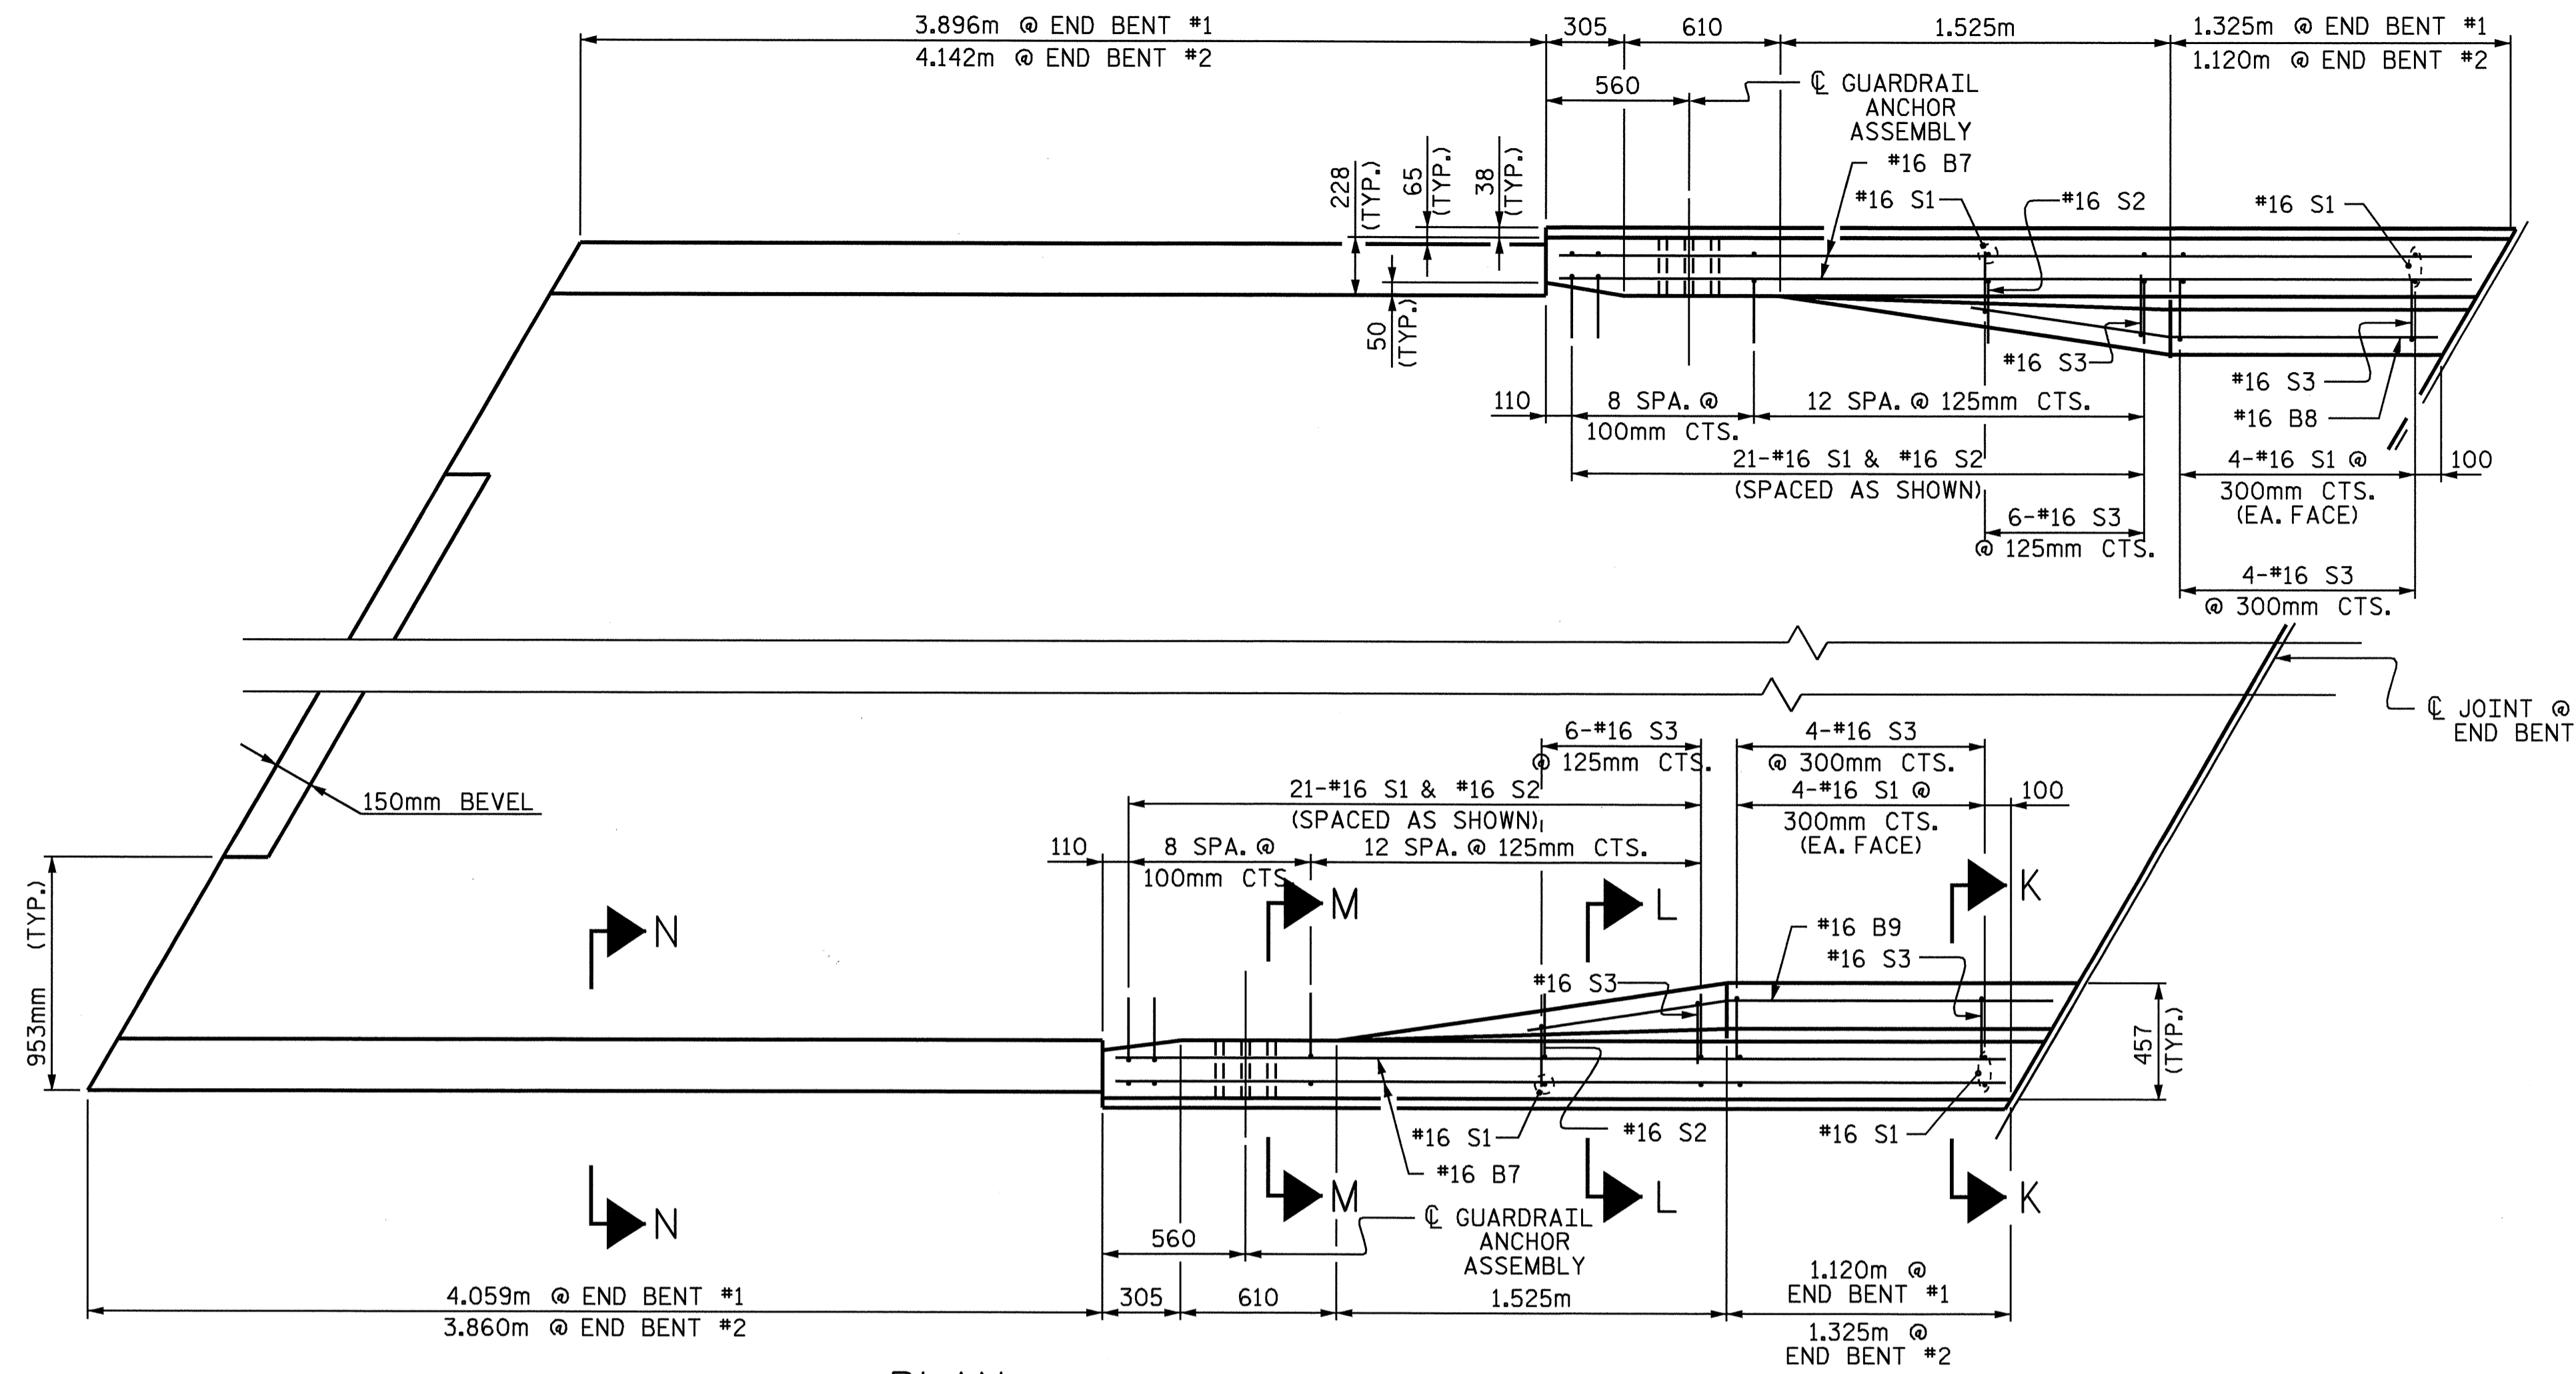 3.896m @ END BENT #1
4.142m @ END BENT #2
305
610
1.525m
1.325m @ END BENT #1
1.120m @ END BENT #2
560
℄ GUARDRAIL
ANCHOR
ASSEMBLY
228
(TYP.)
65
(TYP.)
38
(TYP.)
#16 B7
#16 S1
#16 S2
#16 S1
50
(TYP.)
#16 S3
#16 S3
#16 B8
110
8 SPA. @
100mm CTS.
12 SPA. @ 125mm CTS.
21-#16 S1 & #16 S2
(SPACED AS SHOWN)
4-#16 S1 @
300mm CTS.
(EA. FACE)
100
6-#16 S3
@ 125mm CTS.
4-#16 S3
@ 300mm CTS.
℄ JOINT @
END BENT
6-#16 S3
@ 125mm CTS.
4-#16 S3
@ 300mm CTS.
150mm BEVEL
21-#16 S1 & #16 S2
(SPACED AS SHOWN)
4-#16 S1 @
300mm CTS.
(EA. FACE)
100
110
8 SPA. @
100mm CTS.
12 SPA. @ 125mm CTS.
953mm (TYP.)
N
M
L
K
#16 B9
#16 S3
#16 S3
457
(TYP.)
#16 S1
#16 S2
#16 S1
#16 B7
N
M
L
K
℄ GUARDRAIL
ANCHOR
ASSEMBLY
560
4.059m @ END BENT #1
3.860m @ END BENT #2
305
610
1.525m
1.120m @
END BENT #1
1.325m @
END BENT #2